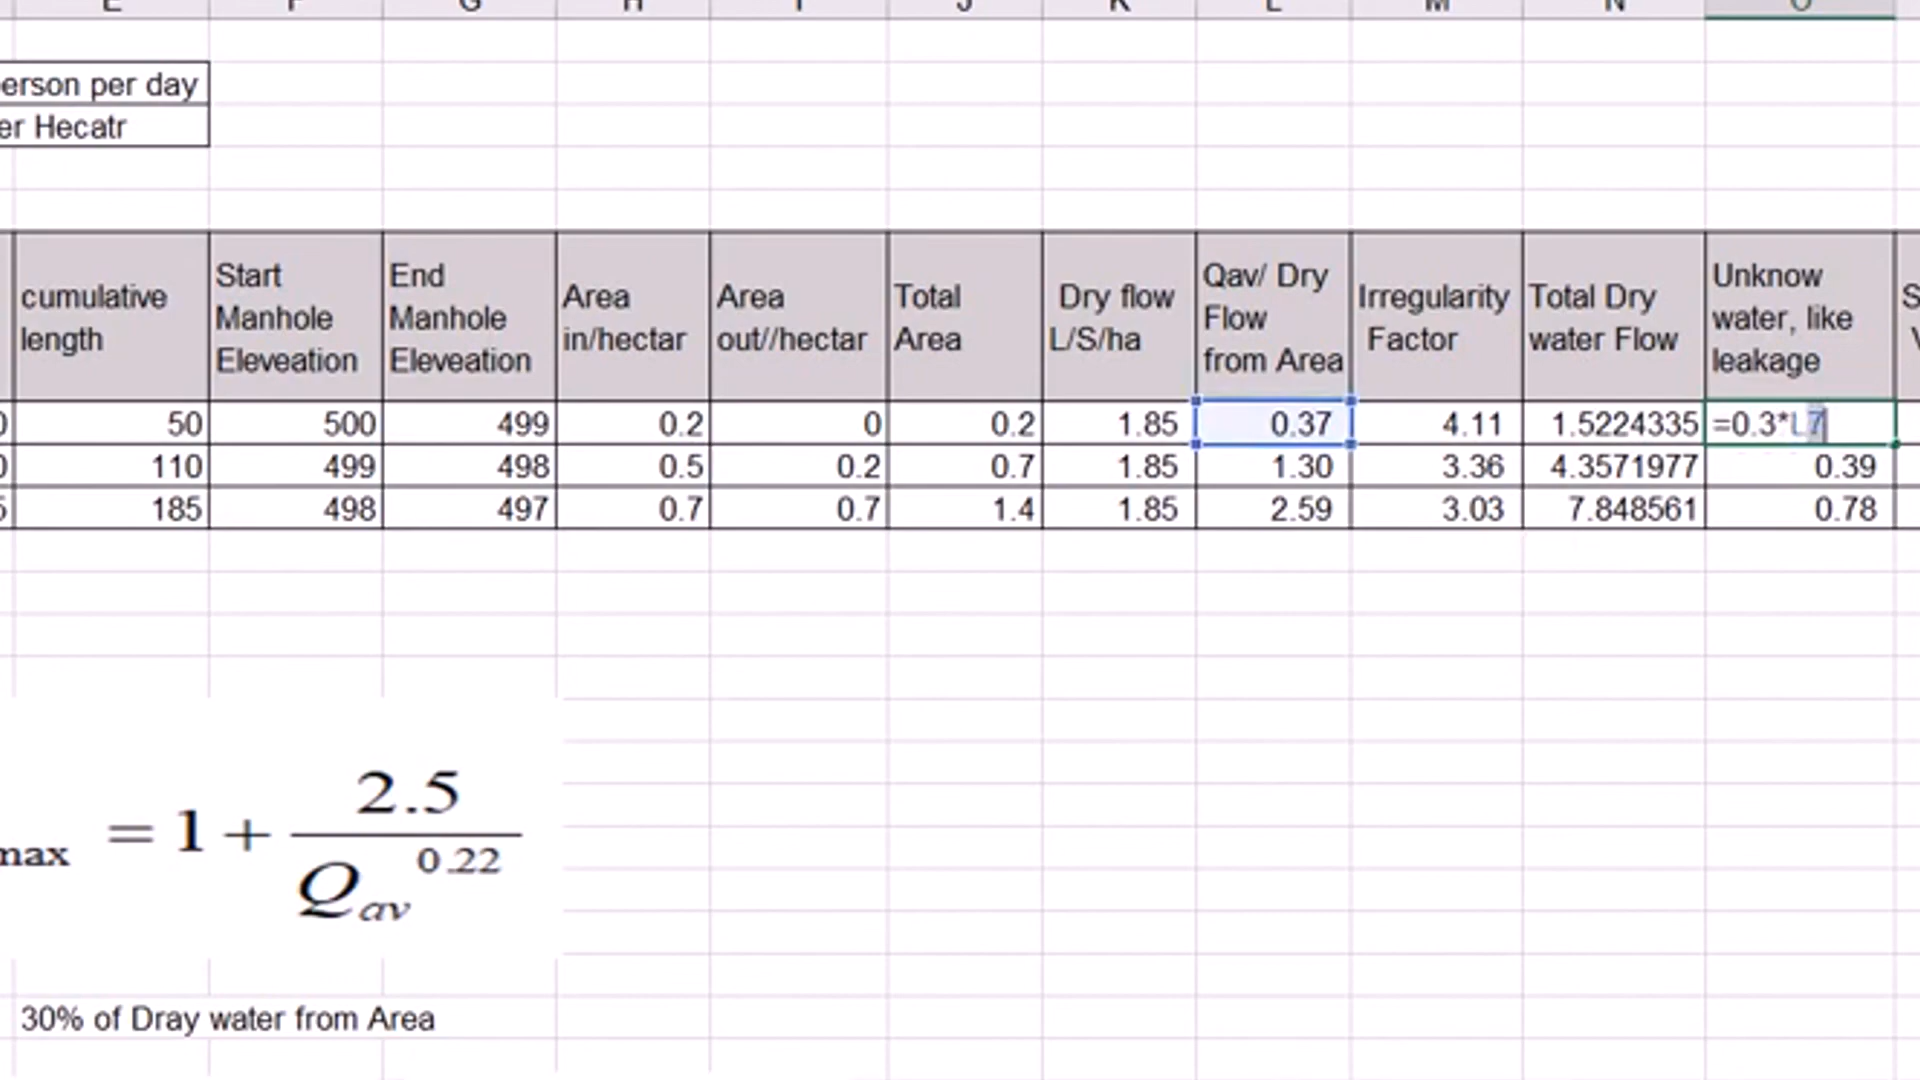 E F G H I J K L M N O
erson per day
er Hecatr
cumulative length
Start Manhole Eleveation
End Manhole Eleveation
Area in/hectar
Area out//hectar
Total Area
Dry flow L/S/ha
Qav/ Dry Flow from Area
Irregularity Factor
Total Dry water Flow
Unknow water, like leakage
50 500 499 0.2 0 0.2 1.85 0.37 4.11 1.5224335 =0.3*L7
110 499 498 0.5 0.2 0.7 1.85 1.30 3.36 4.3571977 0.39
185 498 497 0.7 0.7 1.4 1.85 2.59 3.03 7.848561 0.78
max = 1 + 2.5 / Qav 0.22
30% of Dray water from Area